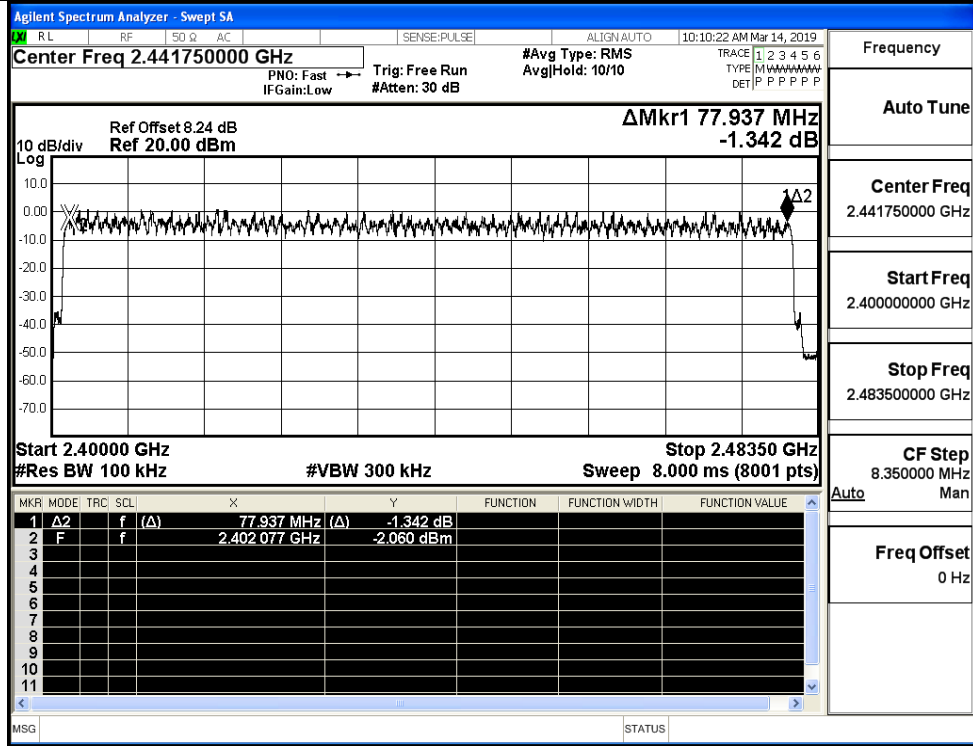 Agilent Spectrum Analyzer - Swept SA
LXI RL RF 50 Ω AC SENSE:PULSE ALIGNAUTO 10:10:22 AM Mar 14, 2019
Center Freq 2.441750000 GHz
PNO: Fast
IFGain:Low
Trig: Free Run
#Atten: 30 dB
#Avg Type: RMS
Avg|Hold: 10/10
TRACE 1 2 3 4 5 6
TYPE M
DET P P P P P P
ΔMkr1 77.937 MHz
-1.342 dB
Ref Offset 8.24 dB
10 dB/div Ref 20.00 dBm
Log
10.0
0.00
-10.0
-20.0
-30.0
-40.0
-50.0
-60.0
-70.0
1Δ2
Start 2.40000 GHz Stop 2.48350 GHz
#Res BW 100 kHz #VBW 300 kHz Sweep 8.000 ms (8001 pts)
MKR MODE TRC SCL X Y FUNCTION FUNCTION WIDTH FUNCTION VALUE
1 Δ2 f (Δ) 77.937 MHz (Δ) -1.342 dB
2 F f 2.402 077 GHz -2.060 dBm
3
4
5
6
7
8
9
10
11
MSG STATUS
Frequency
Auto Tune
Center Freq
2.441750000 GHz
Start Freq
2.400000000 GHz
Stop Freq
2.483500000 GHz
CF Step
8.350000 MHz
Auto Man
Freq Offset
0 Hz